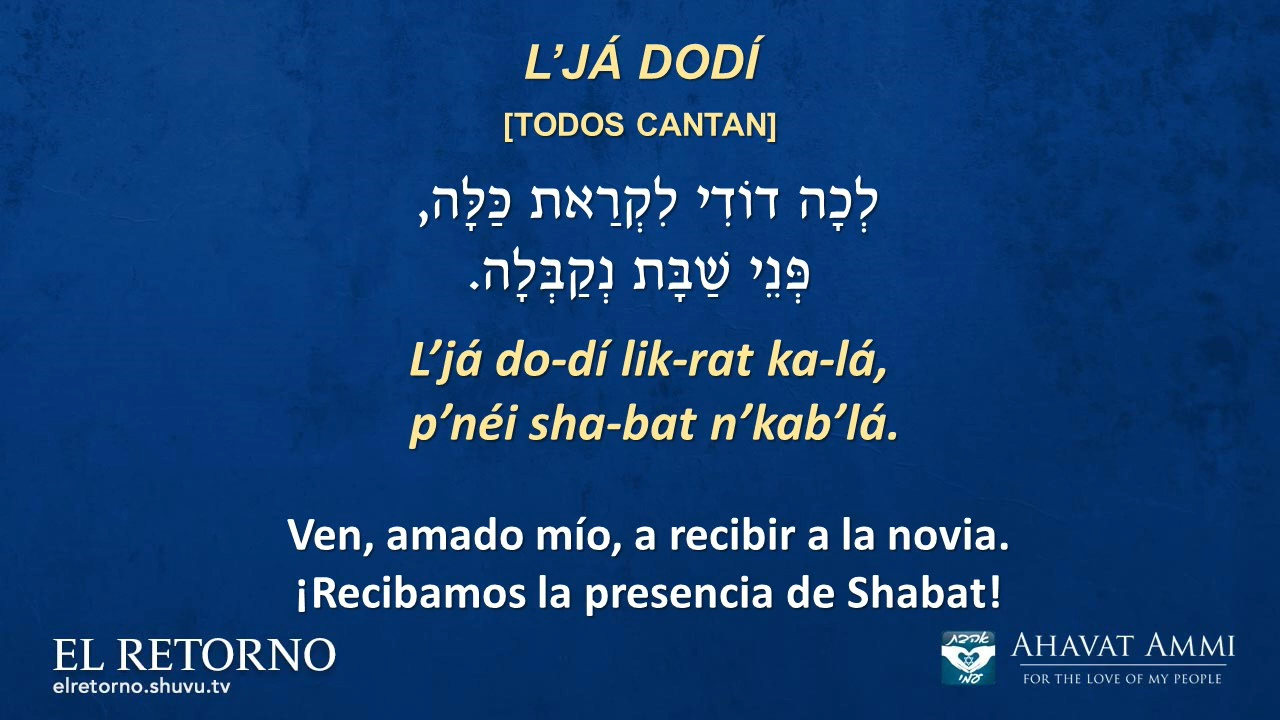 L’JÁ DODÍ
[TODOS CANTAN]
לְכָה דוֹדִי לִקְרַאת כַּלָּה,
פְּנֵי שַׁבָּת נְקַבְּלָה.
L’já do-dí lik-rat ka-lá,
p’néi sha-bat n’kab’lá.
Ven, amado mío, a recibir a la novia.
¡Recibamos la presencia de Shabat!
EL RETORNO
elretorno.shuvu.tv
אהבת
עמי
AHAVAT AMMI
FOR THE LOVE OF MY PEOPLE